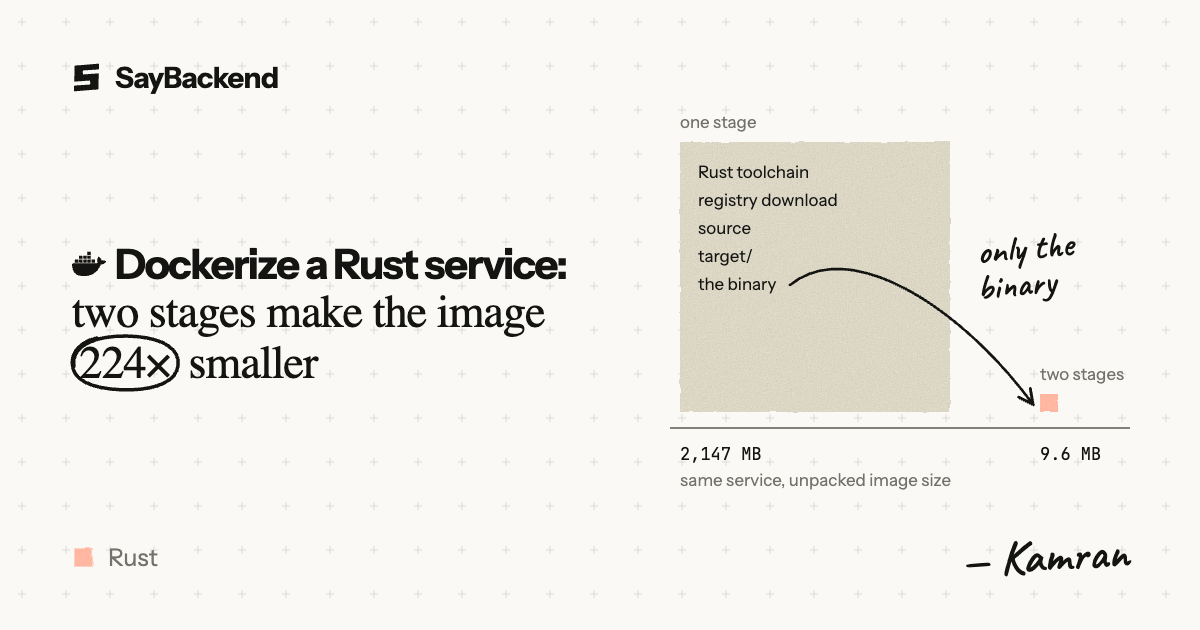 SayBackend
Dockerize a Rust service:
two stages make the image
224× smaller
one stage
Rust toolchain
registry download
source
target/
the binary
only the
binary
two stages
2,147 MB
9.6 MB
same service, unpacked image size
Rust
– Kamran